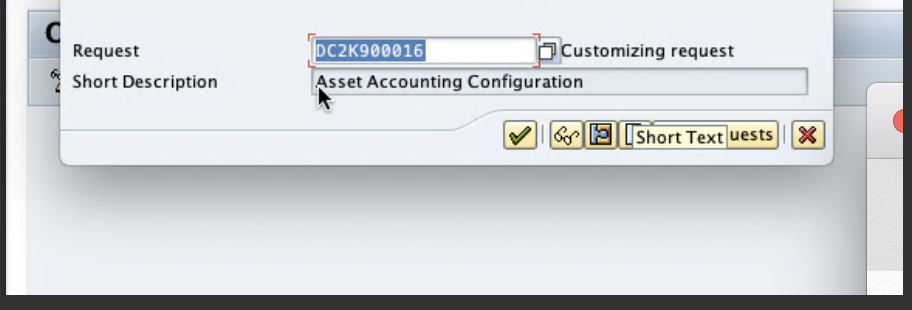 Request DC2K900016 Customizing request
Short Description Asset Accounting Configuration
Short Text uests